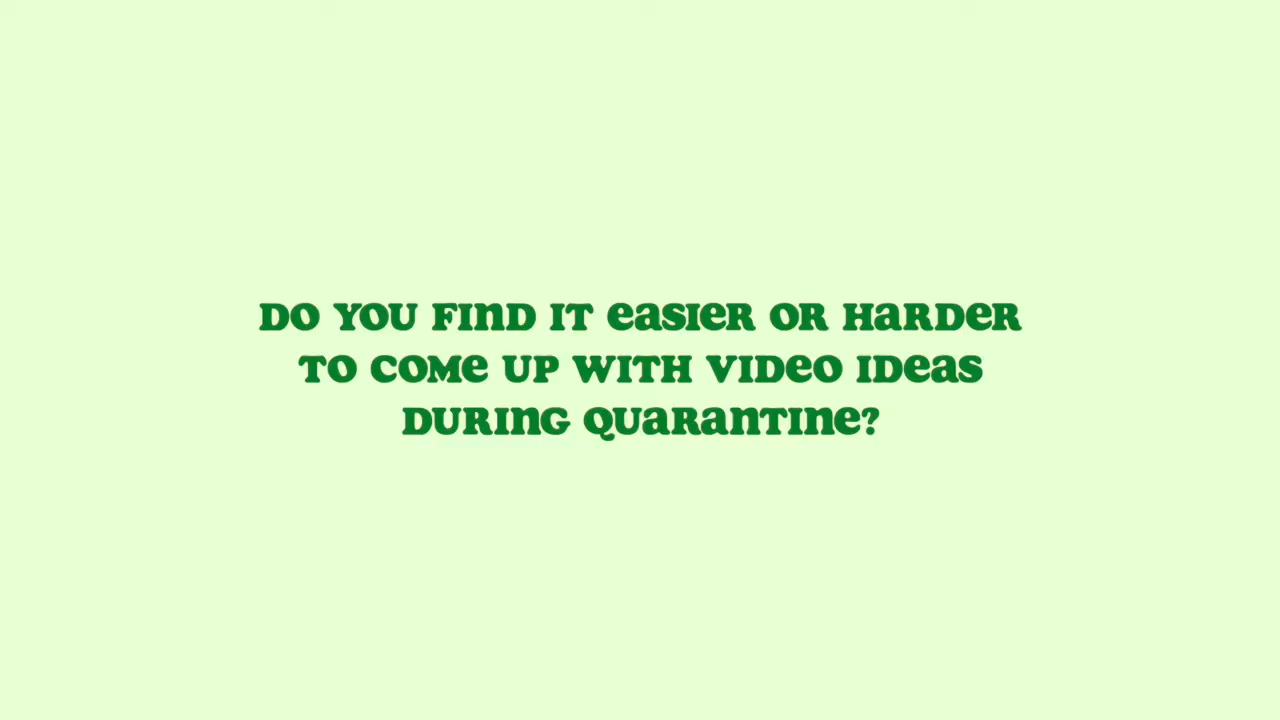 DO YOU FIND IT EASIER OR HARDER
TO COME UP WITH VIDEO IDEAS
DURING QUARANTINE?